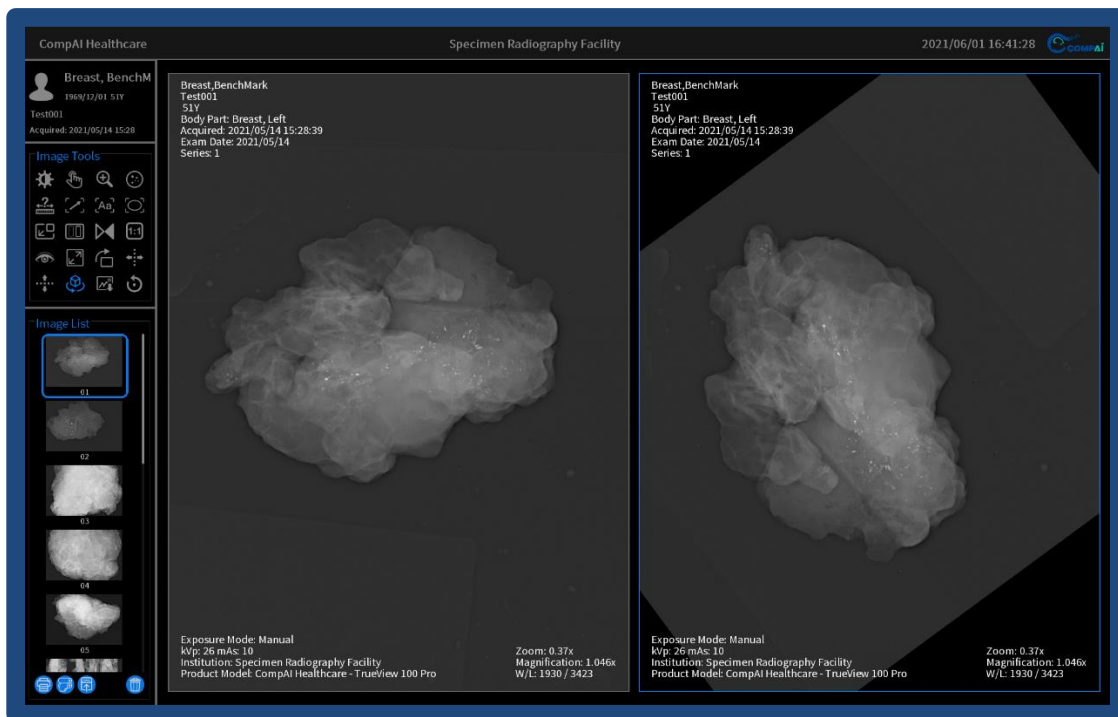 CompAI Healthcare
Specimen Radiography Facility
2021/06/01 16:41:28
COMPAi
Breast, BenchM
1969/12/01 51Y
Test001
Acquired: 2021/05/14 15:28
Image Tools
Aa
1:1
Image List
01
02
03
04
05
Breast,BenchMark
Test001
51Y
Body Part: Breast, Left
Acquired: 2021/05/14 15:28:39
Exam Date: 2021/05/14
Series: 1
Exposure Mode: Manual
kVp: 26 mAs: 10
Institution: Specimen Radiography Facility
Product Model: CompAI Healthcare - TrueView 100 Pro
Zoom: 0.37x
Magnification: 1.046x
W/L: 1930 / 3423
Breast,BenchMark
Test001
51Y
Body Part: Breast, Left
Acquired: 2021/05/14 15:28:39
Exam Date: 2021/05/14
Series: 1
Exposure Mode: Manual
kVp: 26 mAs: 10
Institution: Specimen Radiography Facility
Product Model: CompAI Healthcare - TrueView 100 Pro
Zoom: 0.37x
Magnification: 1.046x
W/L: 1930 / 3423